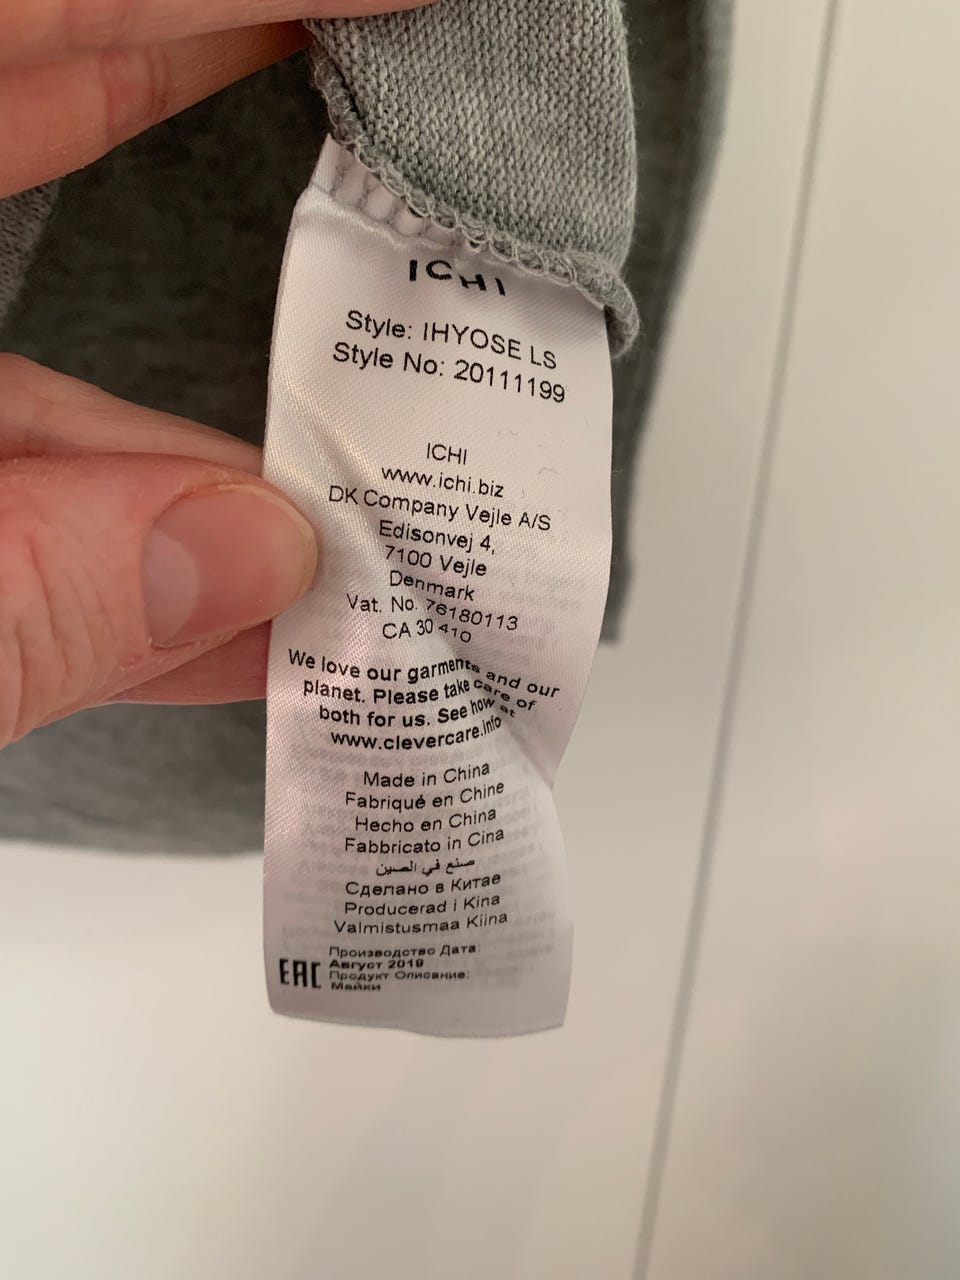 ICHI
Style: IHYOSE LS
Style No: 20111199
ICHI
www.ichi.biz
DK Company Vejle A/S
Edisonvej 4,
7100 Vejle
Denmark
Vat. No. 76180113
CA 30 410
We love our garments and our
planet. Please take care of
both for us. See how at
www.clevercare.info
Made in China
Fabriqué en Chine
Hecho en China
Fabbricato in Cina
صنع في الصين
Сделано в Китае
Producerad i Kina
Valmistusmaa Kiina
Производство Дата:
Август 2019
Продукт Описание:
Майки
EAC